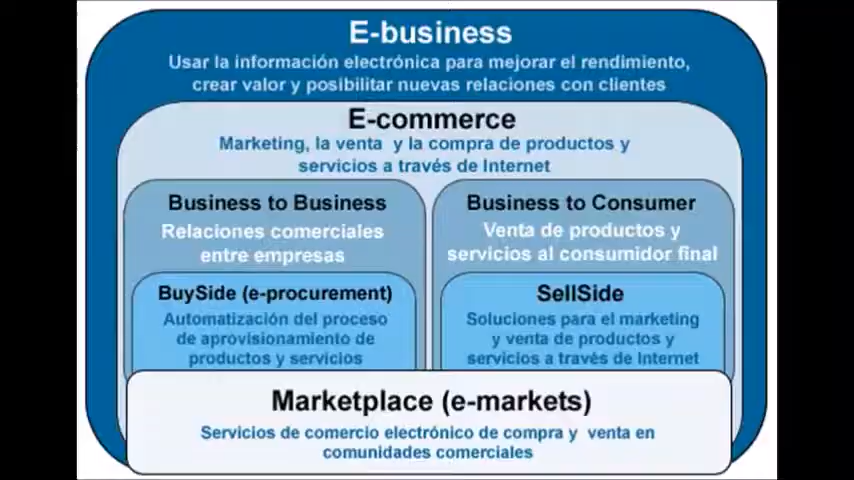 E-business
Usar la información electrónica para mejorar el rendimiento,
crear valor y posibilitar nuevas relaciones con clientes
E-commerce
Marketing, la venta y la compra de productos y
servicios a través de Internet
Business to Business
Relaciones comerciales
entre empresas
BuySide (e-procurement)
Automatización del proceso
de aprovisionamiento de
productos y servicios
Business to Consumer
Venta de productos y
servicios al consumidor final
SellSide
Soluciones para el marketing
y venta de productos y
servicios a través de Internet
Marketplace (e-markets)
Servicios de comercio electrónico de compra y venta en
comunidades comerciales